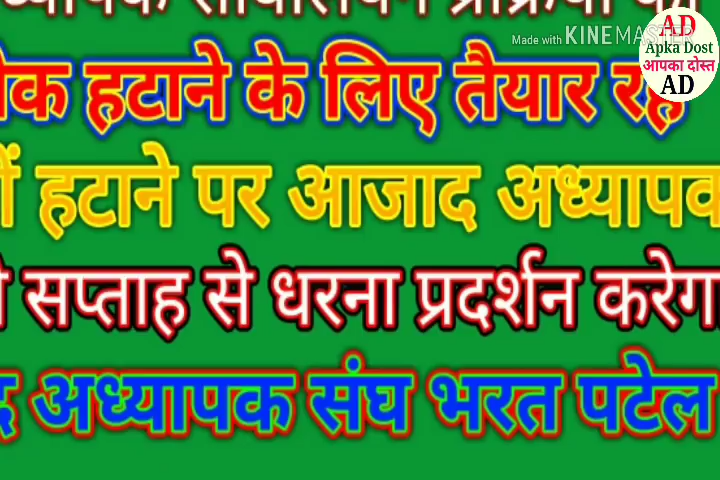 प्रक्रिया
Made with KINEMASTER
AD
Apka Dost
आपका दोस्त
AD
हटाने के लिए तैयार रहे
हटाने पर आजाद अध्यापक
सप्ताह से धरना प्रदर्शन करेगा
अध्यापक संघ भरत पटेल